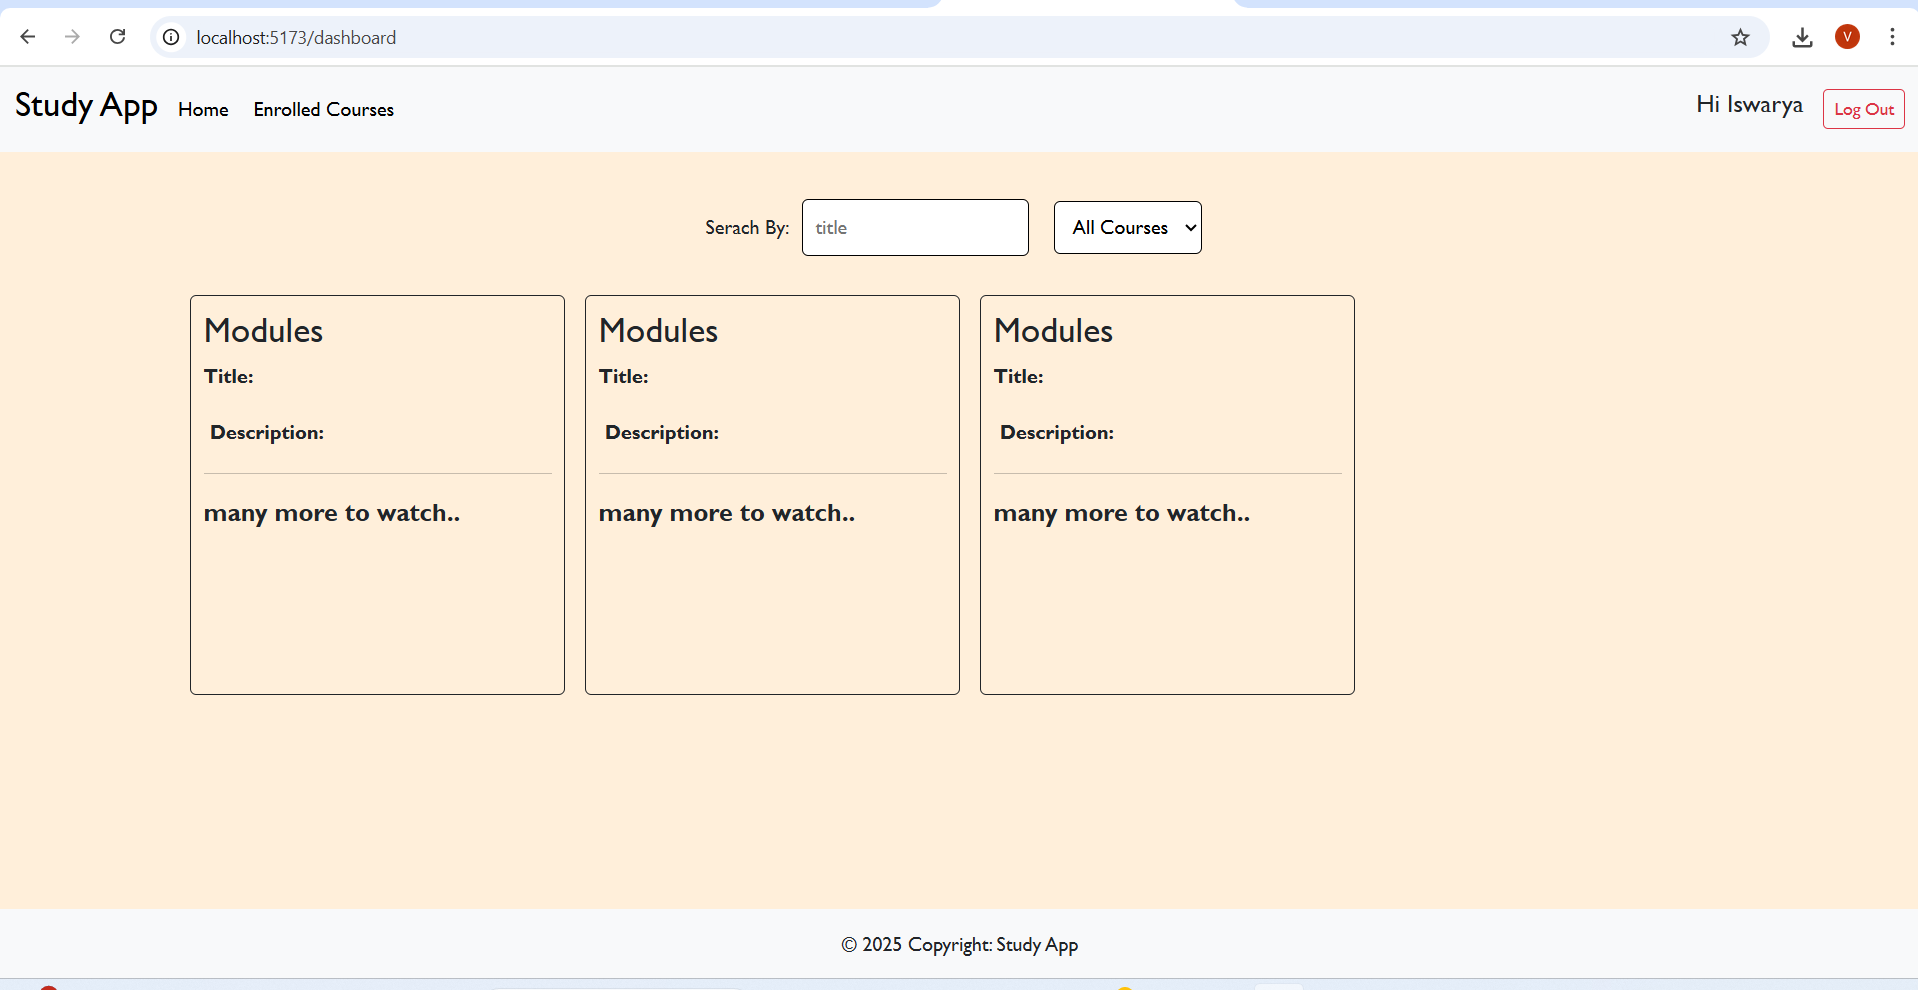 localhost:5173/dashboard
V
Study App Home Enrolled Courses Hi Iswarya Log Out
Serach By: title All Courses
Modules
Title:
Description:
many more to watch..
Modules
Title:
Description:
many more to watch..
Modules
Title:
Description:
many more to watch..
© 2025 Copyright: Study App